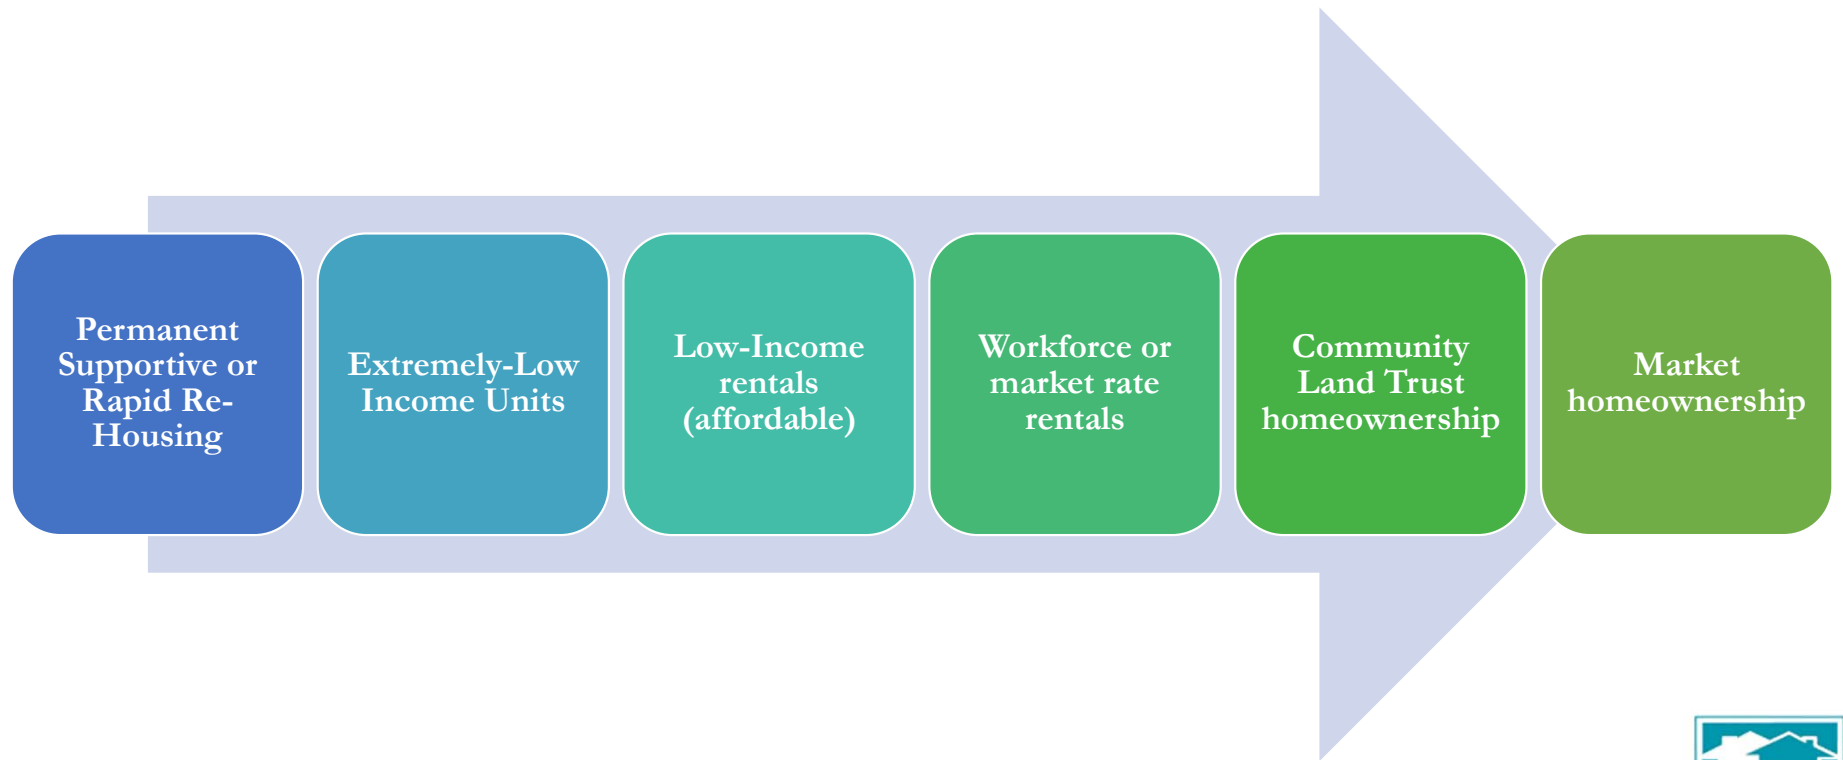 Permanent
Supportive or
Rapid Re-
Housing
Extremely-Low
Income Units
Low-Income
rentals
(affordable)
Workforce or
market rate
rentals
Community
Land Trust
homeownership
Market
homeownership